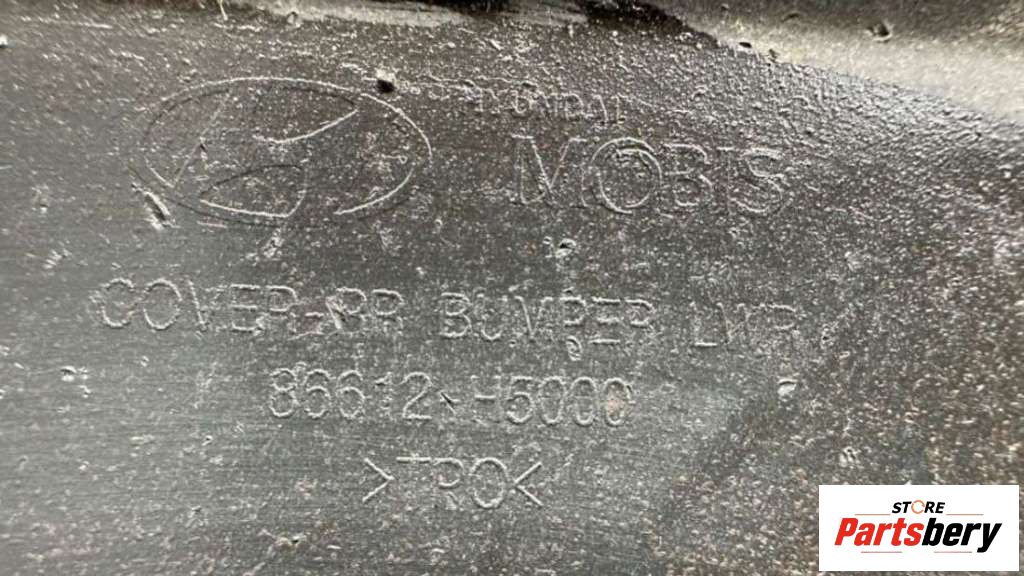 HYUNDAI
MOBIS
COVER-RR BUMPER LWR
86612-H5000
>TPO<
STORE
Partsbery